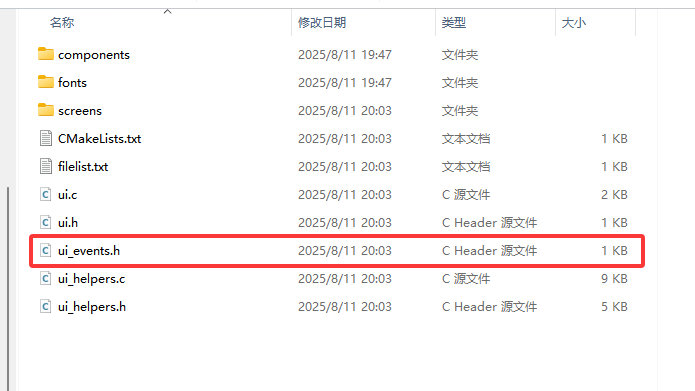 名称 修改日期 类型 大小
components 2025/8/11 19:47 文件夹
fonts 2025/8/11 19:47 文件夹
screens 2025/8/11 20:03 文件夹
CMakeLists.txt 2025/8/11 20:03 文本文档 1 KB
filelist.txt 2025/8/11 20:03 文本文档 1 KB
ui.c 2025/8/11 20:03 C 源文件 2 KB
ui.h 2025/8/11 20:03 C Header 源文件 1 KB
ui_events.h 2025/8/11 20:03 C Header 源文件 1 KB
ui_helpers.c 2025/8/11 20:03 C 源文件 9 KB
ui_helpers.h 2025/8/11 20:03 C Header 源文件 5 KB